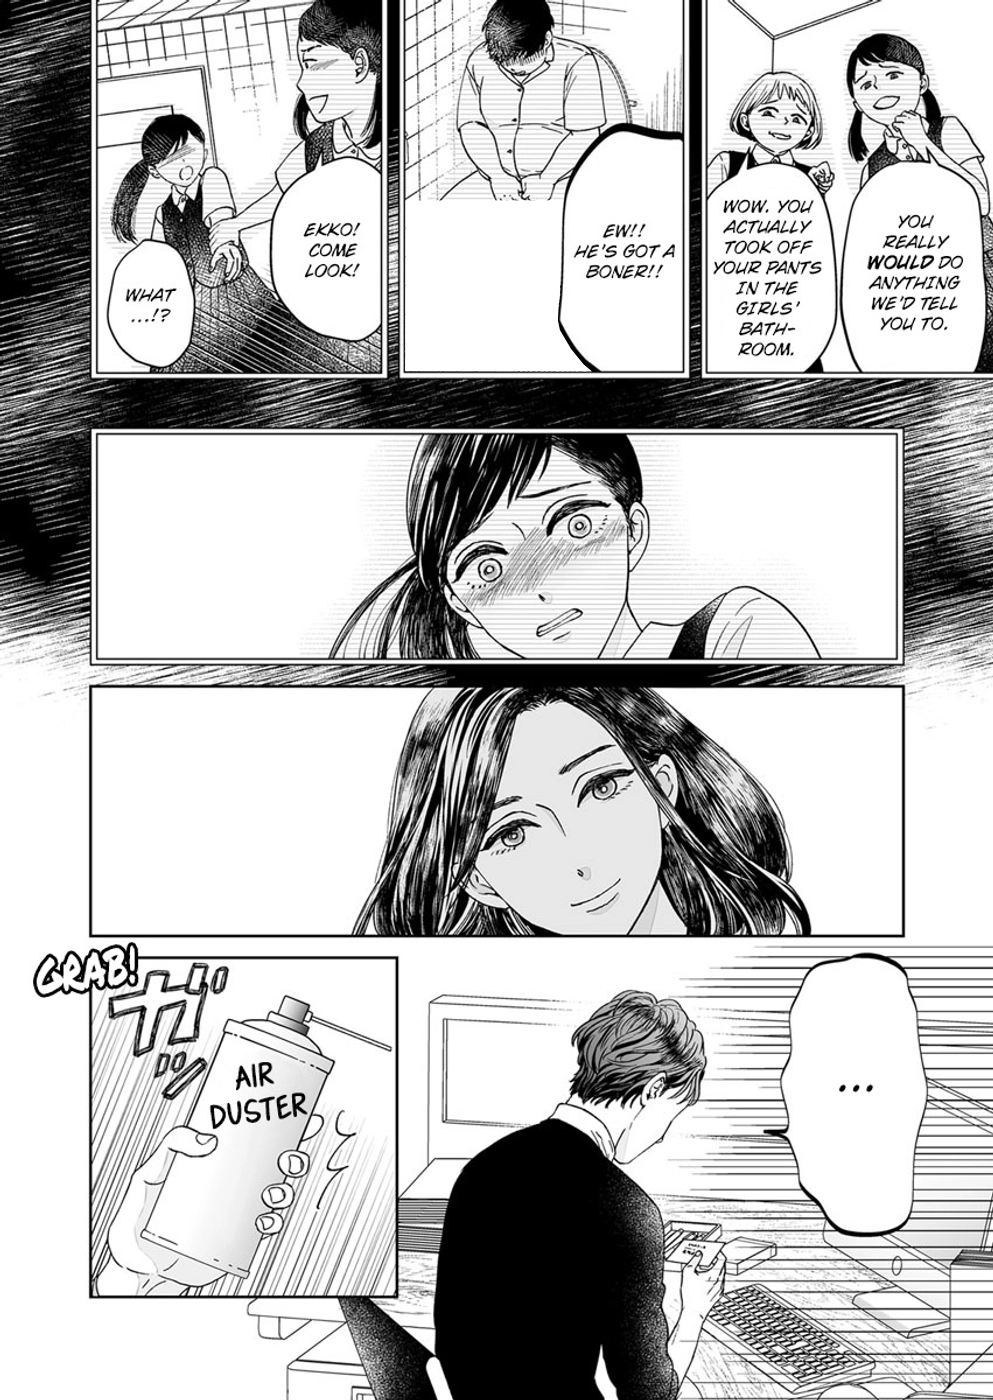 YOU
REALLY
WOULD DO
ANYTHING
WE'D TELL
YOU TO.
WOW. YOU
ACTUALLY
TOOK OFF
YOUR PANTS
IN THE
GIRLS'
BATH-
ROOM.
EW!!
HE'S GOT A
BONER!!
EKKO!
COME
LOOK!
WHAT
...!?
...
GRAB!
ガ
ッ
AIR
DUSTER